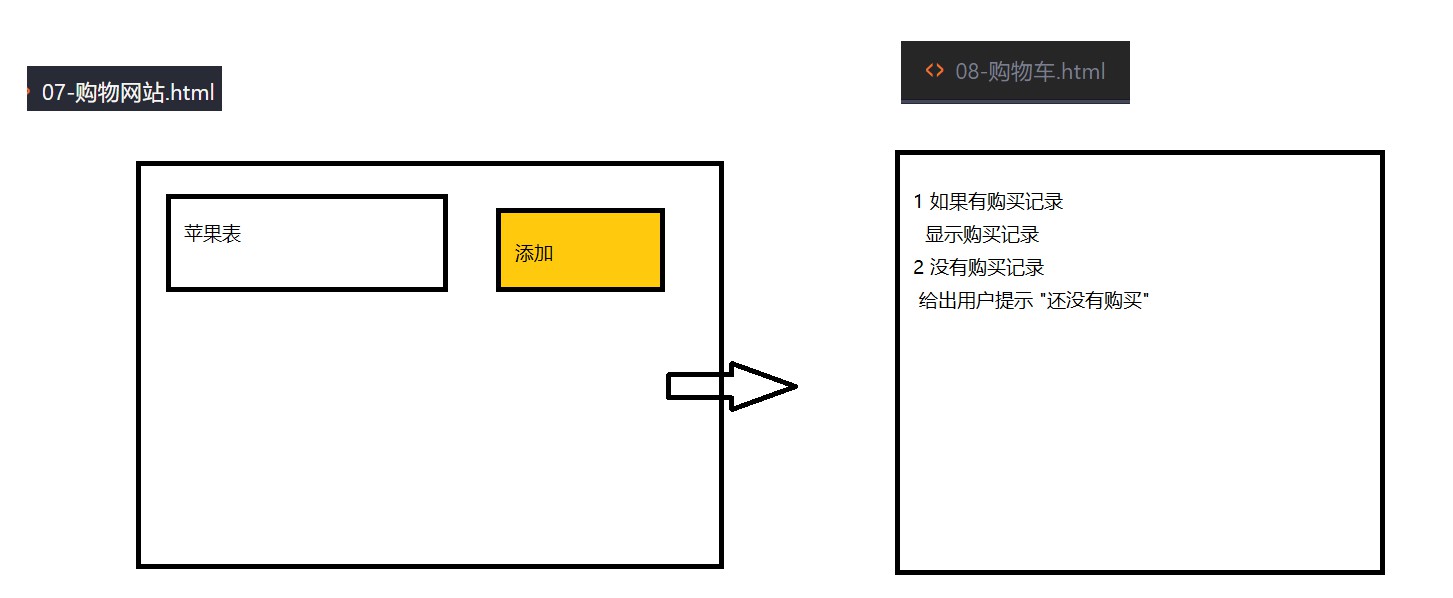 07-购物网站.html
苹果表
添加
<> 08-购物车.html
1 如果有购买记录
显示购买记录
2 没有购买记录
给出用户提示 "还没有购买"